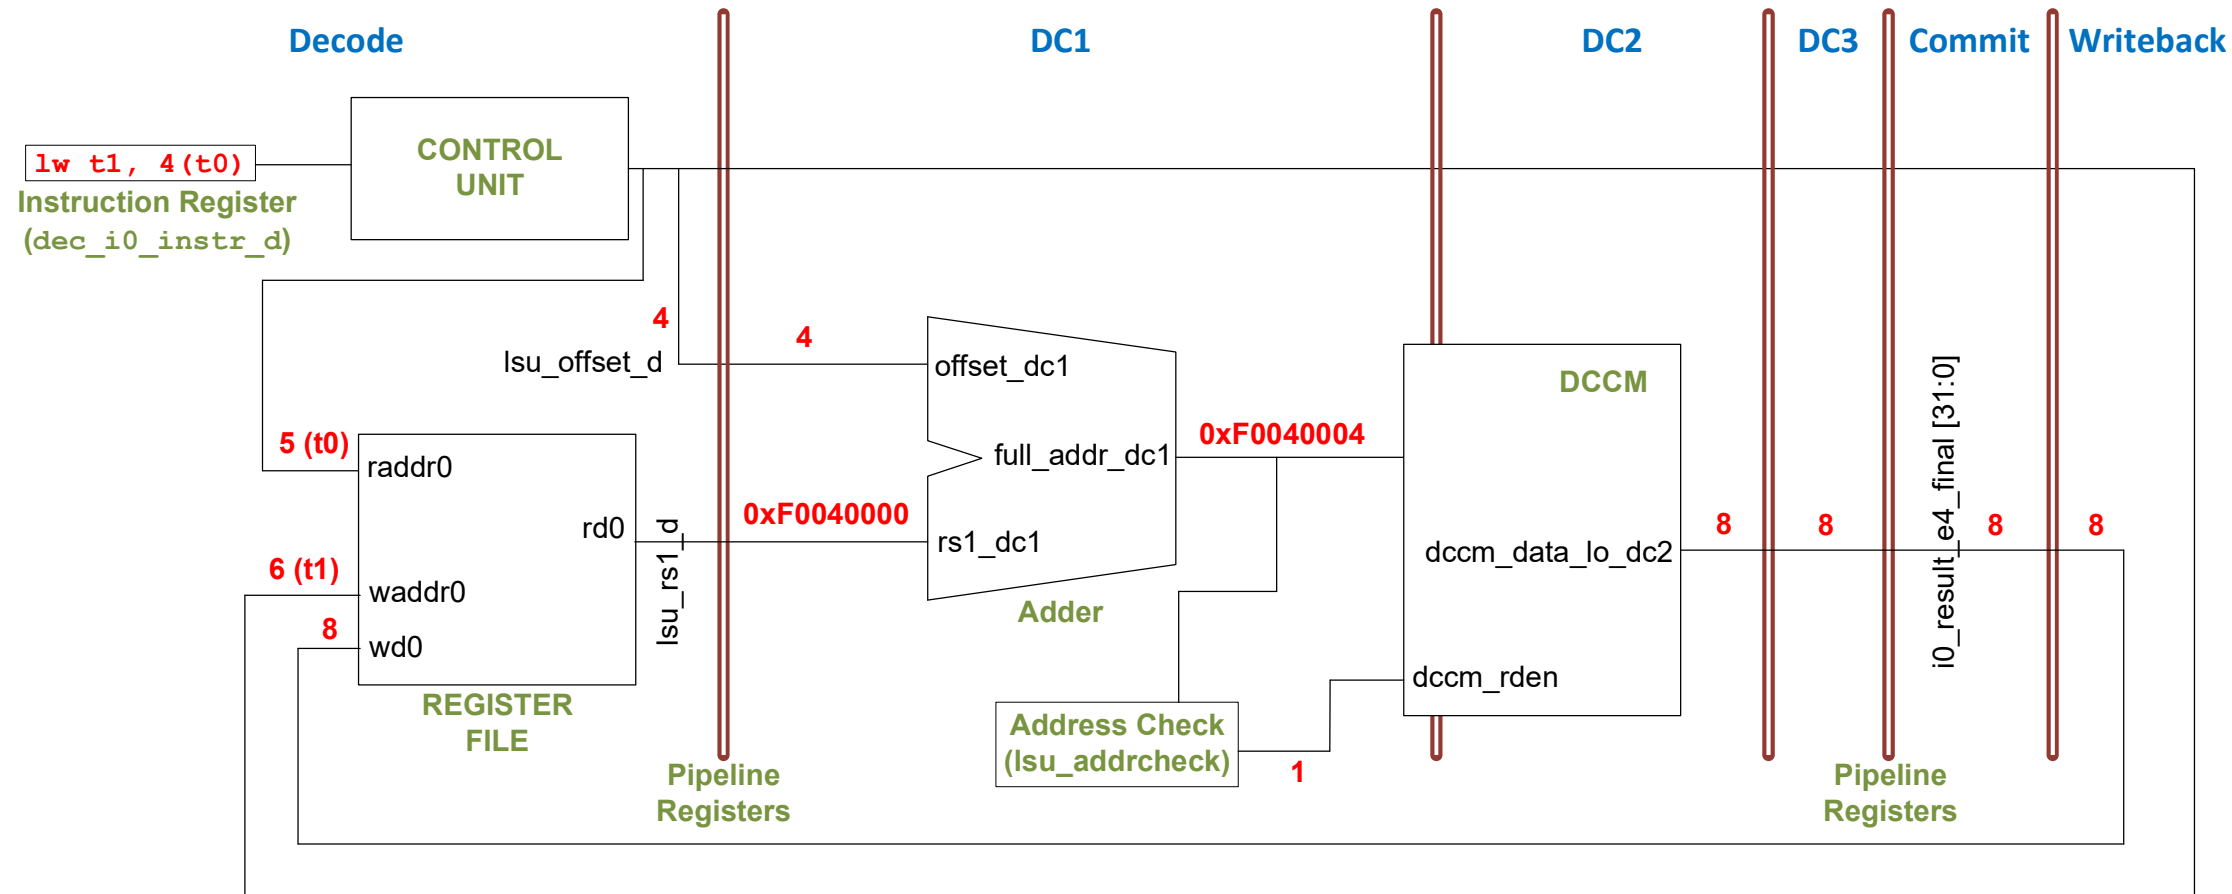 Decode
DC1
DC2
DC3
Commit
Writeback
lw t1, 4(t0)
Instruction Register
(dec_i0_instr_d)
CONTROL
UNIT
4
lsu_offset_d
4
offset_dc1
DCCM
5 (t0)
raddr0
full_addr_dc1
0xF0040004
rd0
lsu_rs1_d
0xF0040000
rs1_dc1
dccm_data_lo_dc2
8
8
i0_result_e4_final [31:0]
8
8
6 (t1)
waddr0
8
wd0
Adder
dccm_rden
REGISTER
FILE
Address Check
(lsu_addrcheck)
1
Pipeline
Registers
Pipeline
Registers